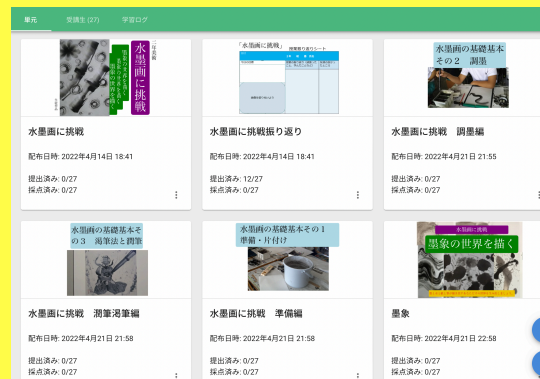 単元
受講生 (27)
学習ログ
二年美術
水墨画に挑戦
水墨画に挑戦
配布日時: 2022年4月14日 18:41
提出済み: 0/27
採点済み: 0/27
「水墨画に挑戦」
授業振り返りシート
水墨画に挑戦振り返り
配布日時: 2022年4月14日 18:41
提出済み: 12/27
採点済み: 0/27
水墨画の基礎基本
その２　調墨
水墨画に挑戦　調墨編
配布日時: 2022年4月21日 21:55
提出済み: 0/27
採点済み: 0/27
水墨画の基礎基本そ
の３　渇筆法と潤筆
水墨画に挑戦　潤筆渇筆編
配布日時: 2022年4月21日 21:58
提出済み: 0/27
採点済み: 0/27
水墨画の基礎基本その１
準備・片付け
水墨画に挑戦　準備編
配布日時: 2022年4月21日 21:58
提出済み: 0/27
採点済み: 0/27
水墨画に挑戦
墨象の世界を描く
墨象
配布日時: 2022年4月21日 22:58
提出済み: 0/27
採点済み: 0/27